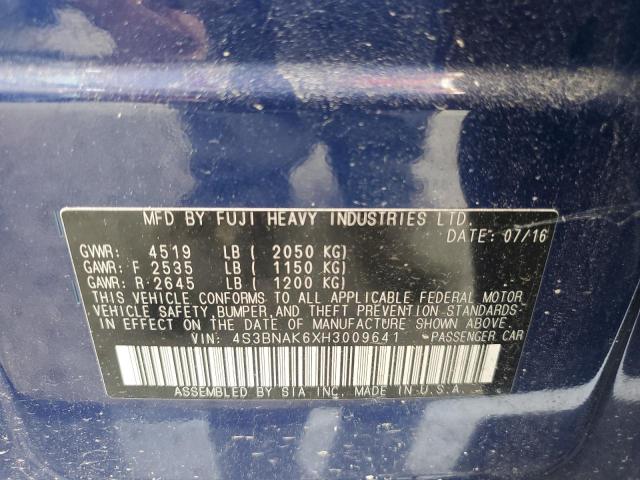 MFD BY FUJI HEAVY INDUSTRIES LTD.
DATE: 07/16
GVWR: 4519 LB ( 2050 KG)
GAWR: F 2535 LB ( 1150 KG)
GAWR: R 2645 LB ( 1200 KG)
THIS VEHICLE CONFORMS TO ALL APPLICABLE FEDERAL MOTOR
VEHICLE SAFETY, BUMPER, AND THEFT PREVENTION STANDARDS
IN EFFECT ON THE DATE OF MANUFACTURE SHOWN ABOVE.
VIN: 4S3BNAK6XH3009641 PASSENGER CAR
ASSEMBLED BY SIA INC. MADE IN U.S.A.